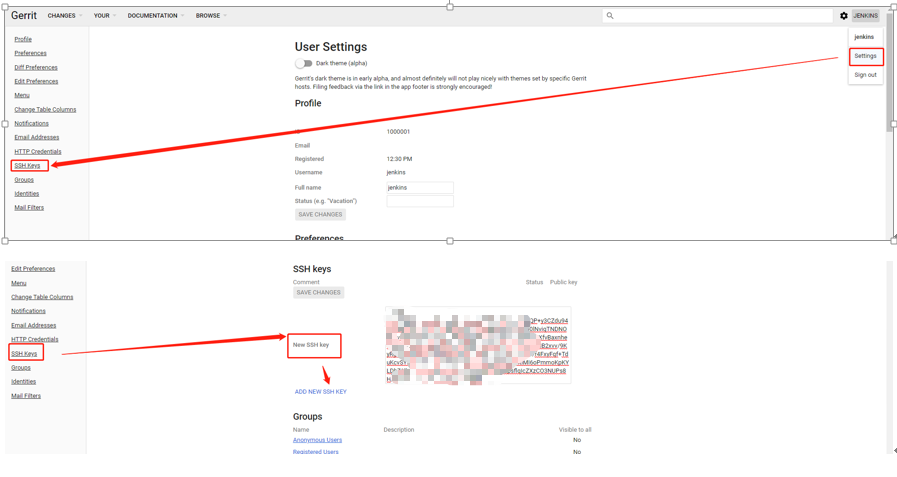 Gerrit CHANGES YOUR DOCUMENTATION BROWSE JENKINS
jenkins
Settings
Sign out
Profile
Preferences
Diff Preferences
Edit Preferences
Menu
Change Table Columns
Notifications
Email Addresses
HTTP Credentials
SSH Keys
Groups
Identities
Mail Filters
User Settings
Dark theme (alpha)
Gerrit's dark theme is in early alpha, and almost definitely will not play nicely with themes set by specific Gerrit
hosts. Filing feedback via the link in the app footer is strongly encouraged!
Profile
1000001
Email
Registered 12:30 PM
Username jenkins
Full name jenkins
Status (e.g. "Vacation")
SAVE CHANGES
Preferences
Edit Preferences
Menu
Change Table Columns
Notifications
Email Addresses
HTTP Credentials
SSH Keys
Groups
Identities
Mail Filters
SSH keys
Comment Status Public key
SAVE CHANGES
New SSH key
ADD NEW SSH KEY
Groups
Name Description Visible to all
Anonymous Users No
Registered Users No